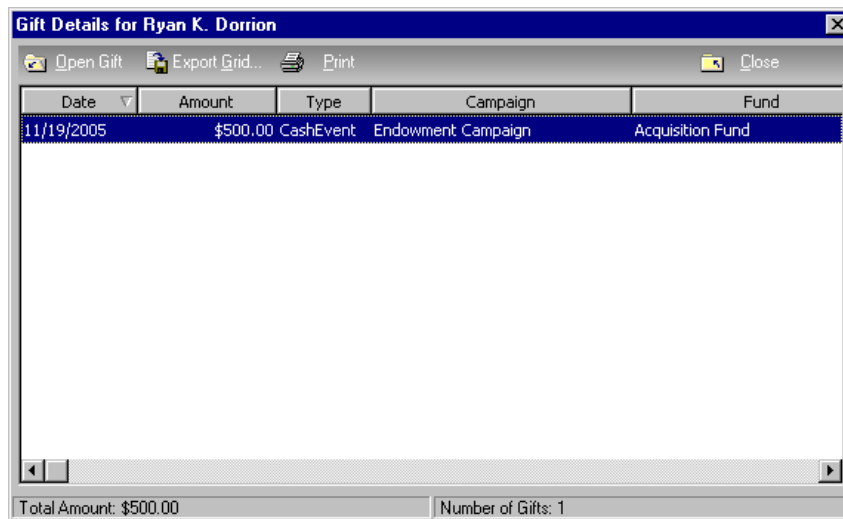 Gift Details for Ryan K. Dorrion
Open Gift Export Grid... Print Close
Date Amount Type Campaign Fund
11/19/2005 $500.00 CashEvent Endowment Campaign Acquisition Fund
Total Amount: $500.00 Number of Gifts: 1